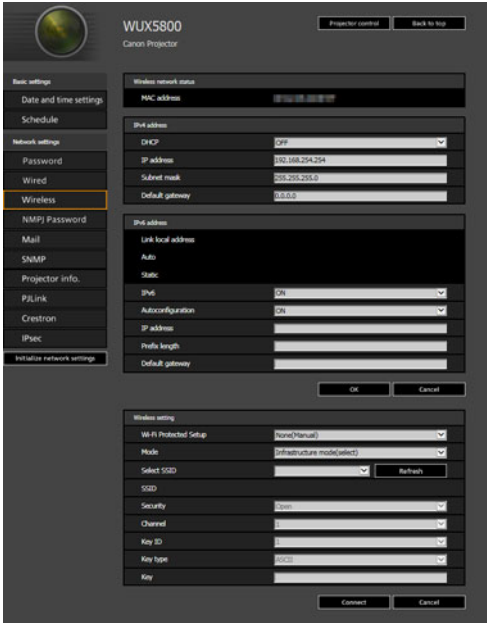 WUX5800
Canon Projector
Projector control
Back to top
Basic settings
Date and time settings
Schedule
Network settings
Password
Wired
Wireless
NMPJ Password
Mail
SNMP
Projector info.
PJLink
Crestron
IPsec
Initialize network settings
Wireless network status
MAC address
IPv4 address
DHCP OFF
IP address 192.168.254.254
Subnet mask 255.255.255.0
Default gateway 0.0.0.0
IPv6 address
Link local address
Auto
Static
IPv6 ON
Autoconfiguration ON
IP address
Prefix length
Default gateway
OK Cancel
Wireless setting
Wi-Fi Protected Setup None(Manual)
Mode Infrastructure mode(select)
Select SSID Refresh
SSID
Security Open
Channel 1
Key ID 1
Key type ASCII
Key
Connect Cancel